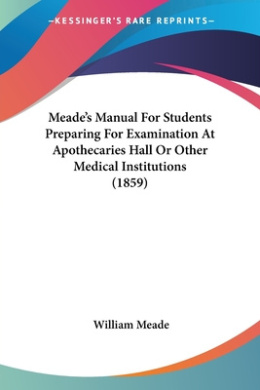 KESSINGER'S RARE REPRINTS
Meade's Manual For Students
Preparing For Examination At
Apothecaries Hall Or Other
Medical Institutions
(1859)
William Meade